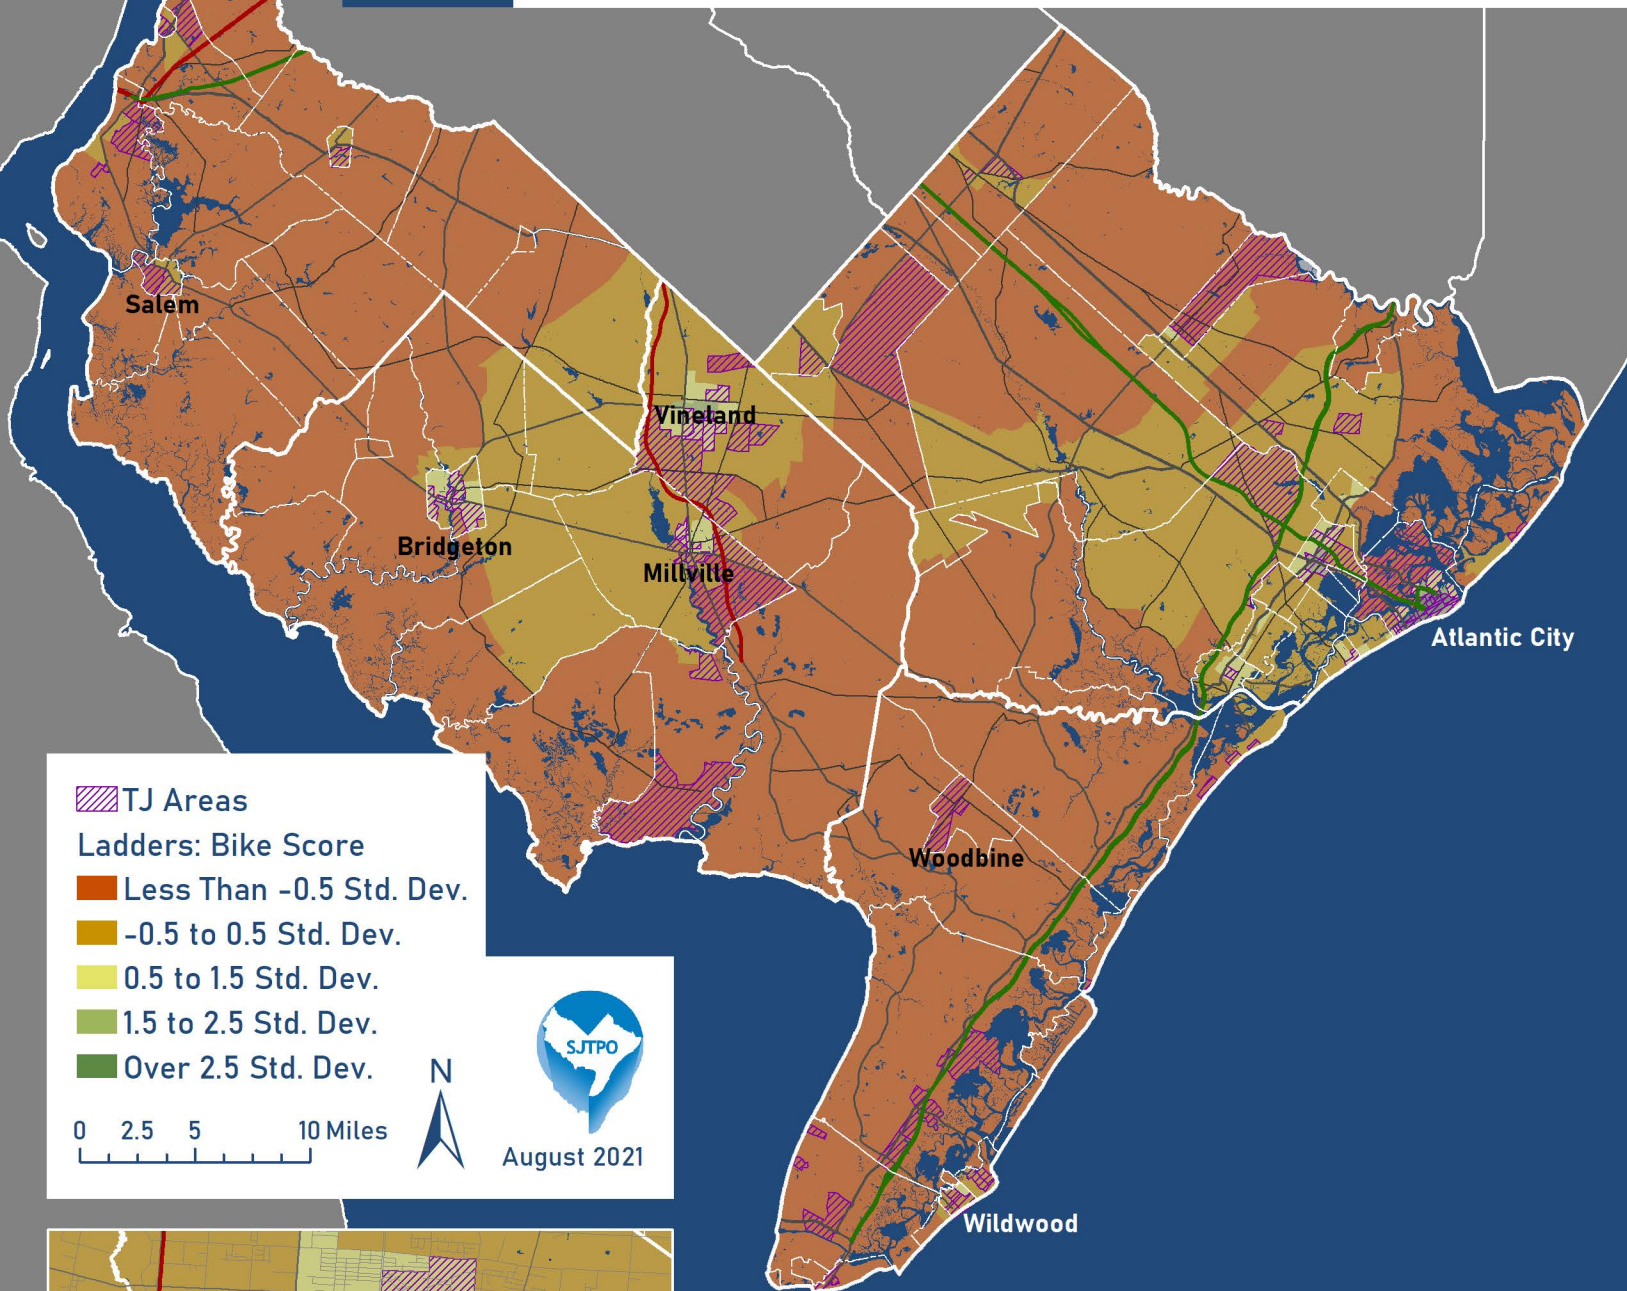 Salem
Vineland
Bridgeton
Millville
Atlantic City
Woodbine
Wildwood
TJ Areas
Ladders: Bike Score
Less Than -0.5 Std. Dev.
-0.5 to 0.5 Std. Dev.
0.5 to 1.5 Std. Dev.
1.5 to 2.5 Std. Dev.
Over 2.5 Std. Dev.
N
0 2.5 5 10 Miles
SJTPO
August 2021